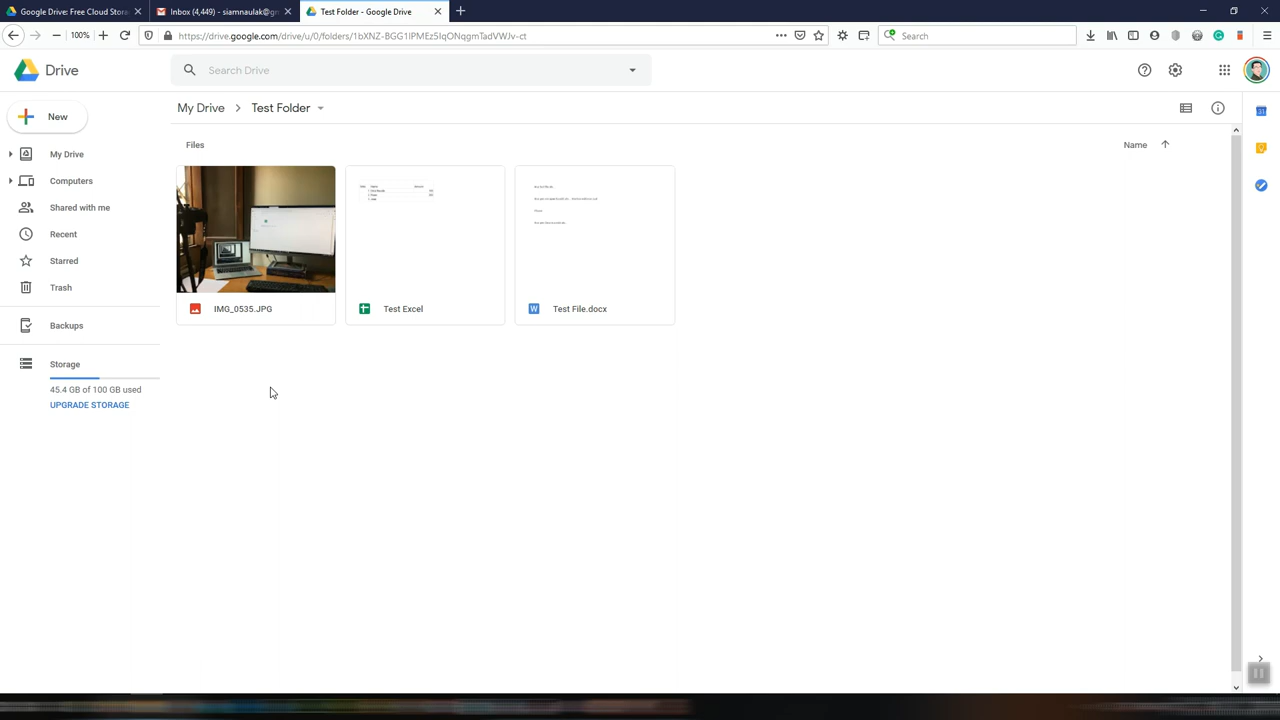 Google Drive: Free Cloud Stora
Inbox (4,449) - siamnaulak@gm
Test Folder - Google Drive
100%
https://drive.google.com/drive/u/0/folders/1bXNZ-BGG1IPMEz5IqONqgmTadVWJv-ct
Search
Drive
Search Drive
New
My Drive
Test Folder
Files
Name
My Drive
Computers
Shared with me
Recent
Starred
Trash
Backups
Storage
45.4 GB of 100 GB used
UPGRADE STORAGE
IMG_0535.JPG
Test Excel
Test File.docx